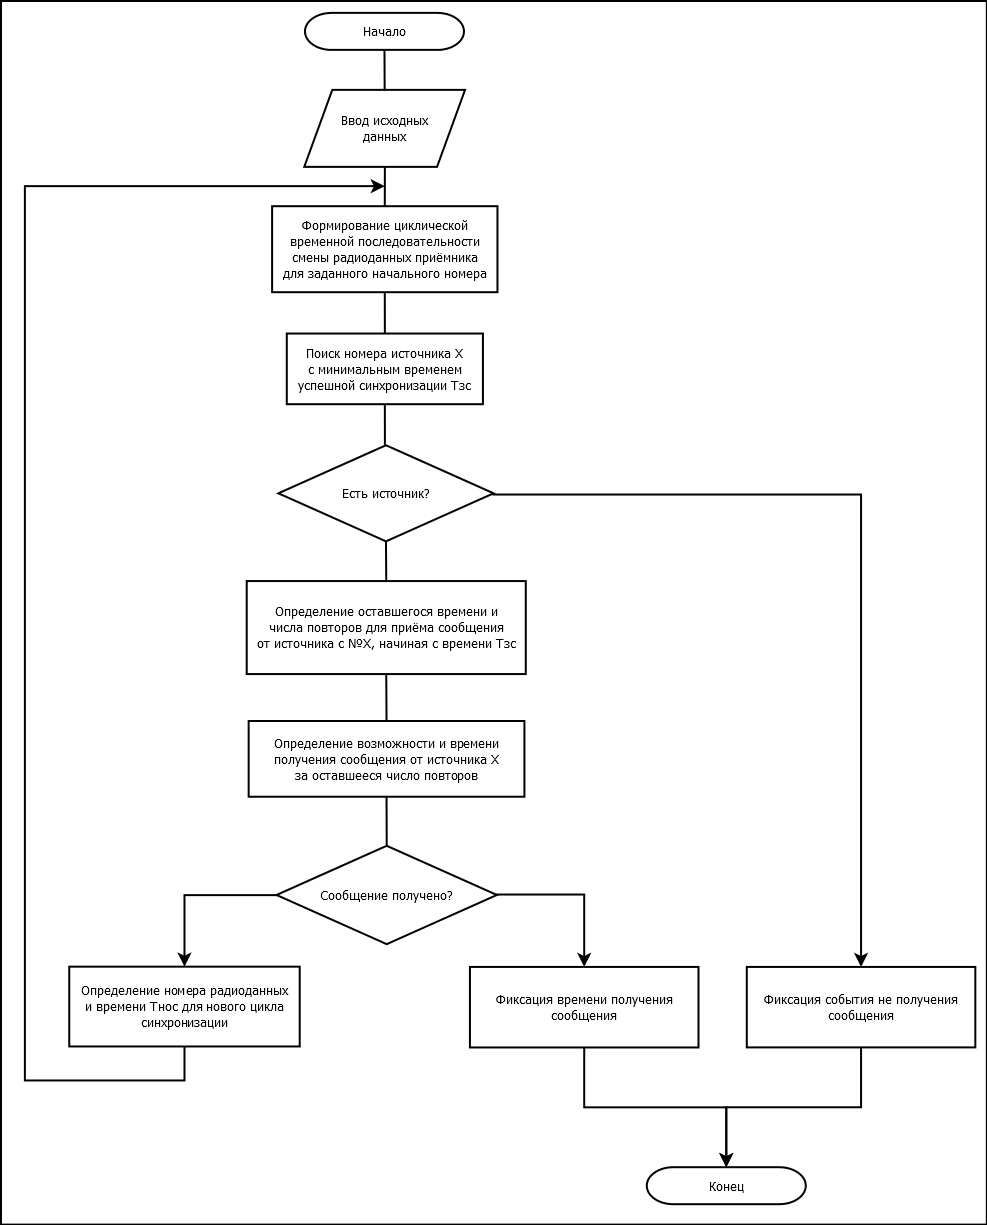 Начало
Ввод исходных
данных
Формирование циклической
временной последовательности
смены радиоданных приёмника
для заданного начального номера
Поиск номера источника X
с минимальным временем
успешной синхронизации Тзс
Есть источник?
Определение оставшегося времени и
числа повторов для приёма сообщения
от источника с №X, начиная с времени Тзс
Определение возможности и времени
получения сообщения от источника X
за оставшееся число повторов
Сообщение получено?
Определение номера радиоданных
и времени Тнос для нового цикла
синхронизации
Фиксация времени получения
сообщения
Фиксация события не получения
сообщения
Конец